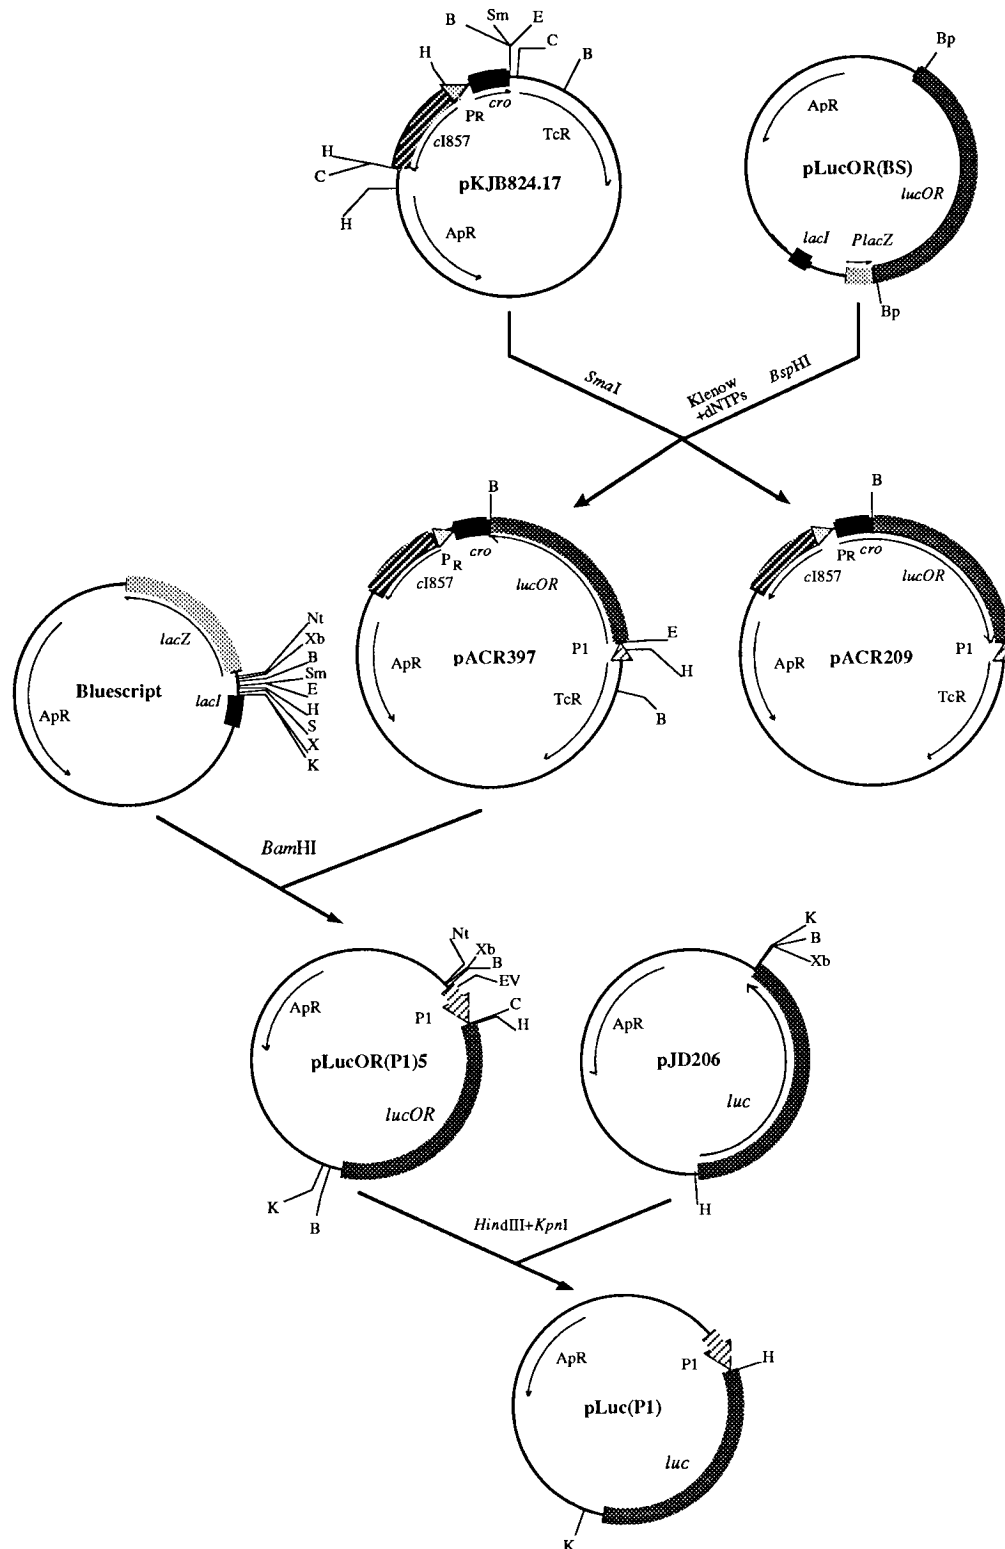 B
Sm
E
C
H
B
PR
cro
cI857
TcR
H
C
pKJB824.17
H
ApR
Bp
ApR
pLucOR(BS)
lucOR
lacI
PlacZ
Bp
SmaI
Klenow
+dNTPs
BspHI
B
PR
cro
cI857
lucOR
E
P1
H
ApR
pACR397
TcR
B
B
PR
cro
cI857
lucOR
P1
ApR
pACR209
TcR
lacZ
Nt
Xb
B
Sm
E
H
S
X
K
Bluescript
lacI
ApR
BamHI
Nt
Xb
B
EV
C
H
ApR
P1
pLucOR(P1)5
lucOR
K
B
K
B
Xb
ApR
pJD206
luc
H
HindIII+KpnI
ApR
P1
H
pLuc(P1)
luc
K